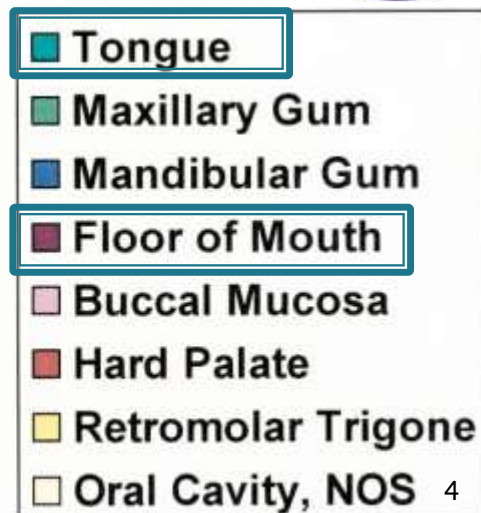 Tongue
Maxillary Gum
Mandibular Gum
Floor of Mouth
Buccal Mucosa
Hard Palate
Retromolar Trigone
Oral Cavity, NOS 4